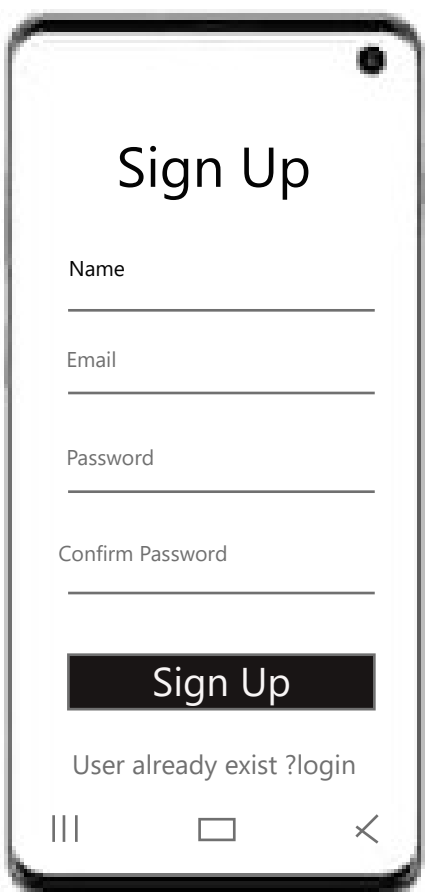 Sign Up
Name
Email
Password
Confirm Password
Sign Up
User already exist ?login